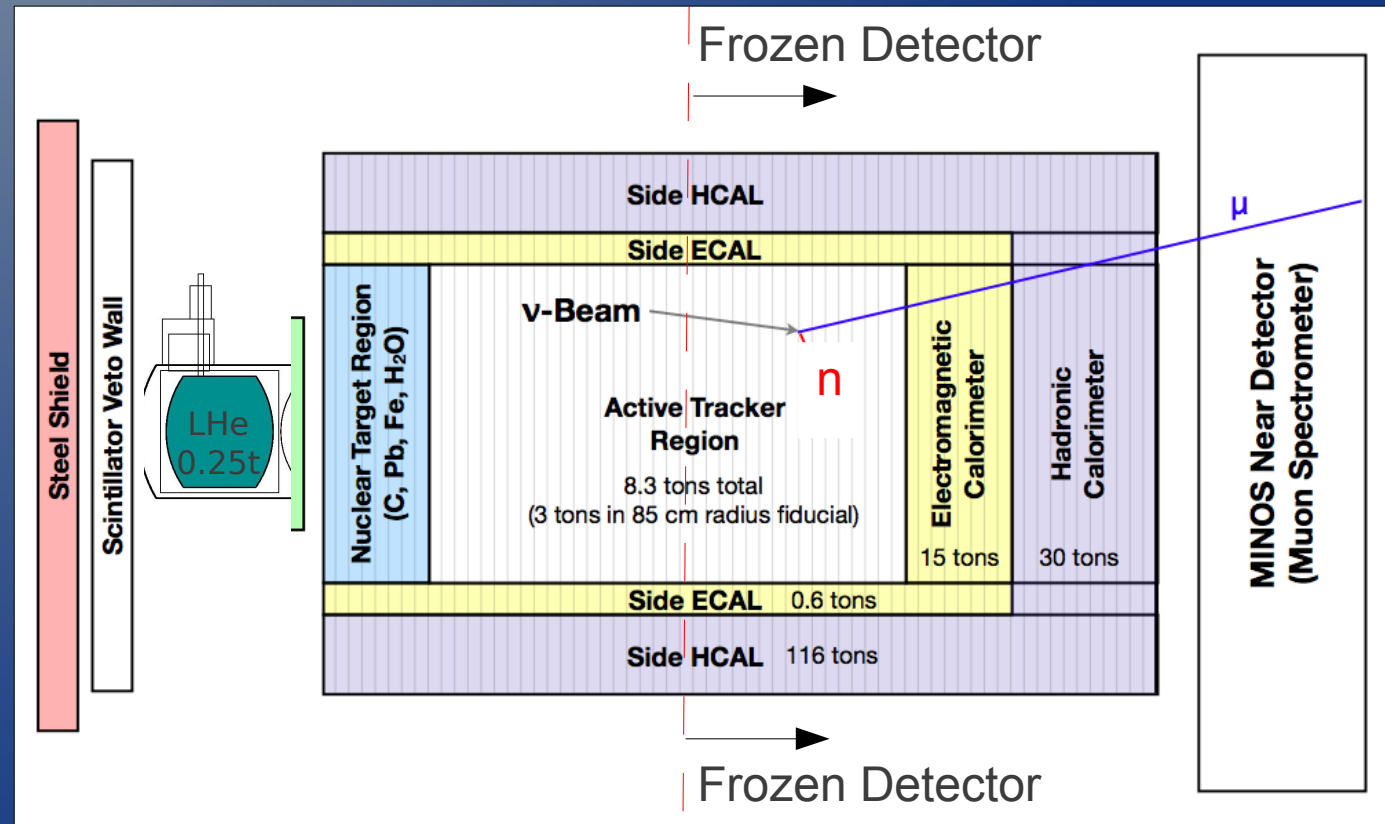 Frozen Detector
Side HCAL
Side ECAL
Steel Shield
Scintillator Veto Wall
LHe
0.25t
Nuclear Target Region
(C, Pb, Fe, H₂O)
ν-Beam
n
μ
Active Tracker
Region
8.3 tons total
(3 tons in 85 cm radius fiducial)
Electromagnetic
Calorimeter
15 tons
Hadronic
Calorimeter
30 tons
MINOS Near Detector
(Muon Spectrometer)
Side ECAL 0.6 tons
Side HCAL 116 tons
Frozen Detector